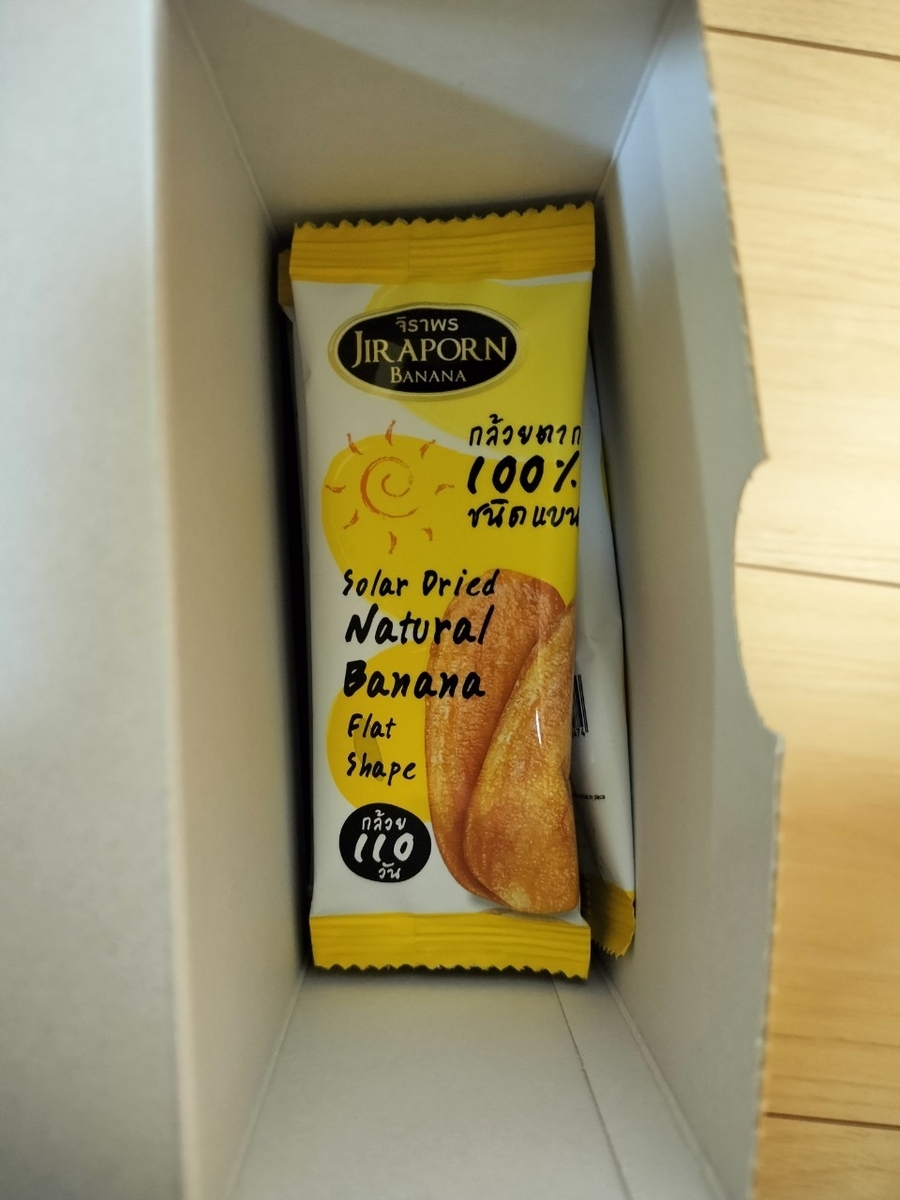 จิราพร
JIRAPORN
BANANA
กล้วยตาก
100%
ชนิดแบน
Solar Dried
Natural
Banana
Flat
Shape
กล้วย
110
วัน